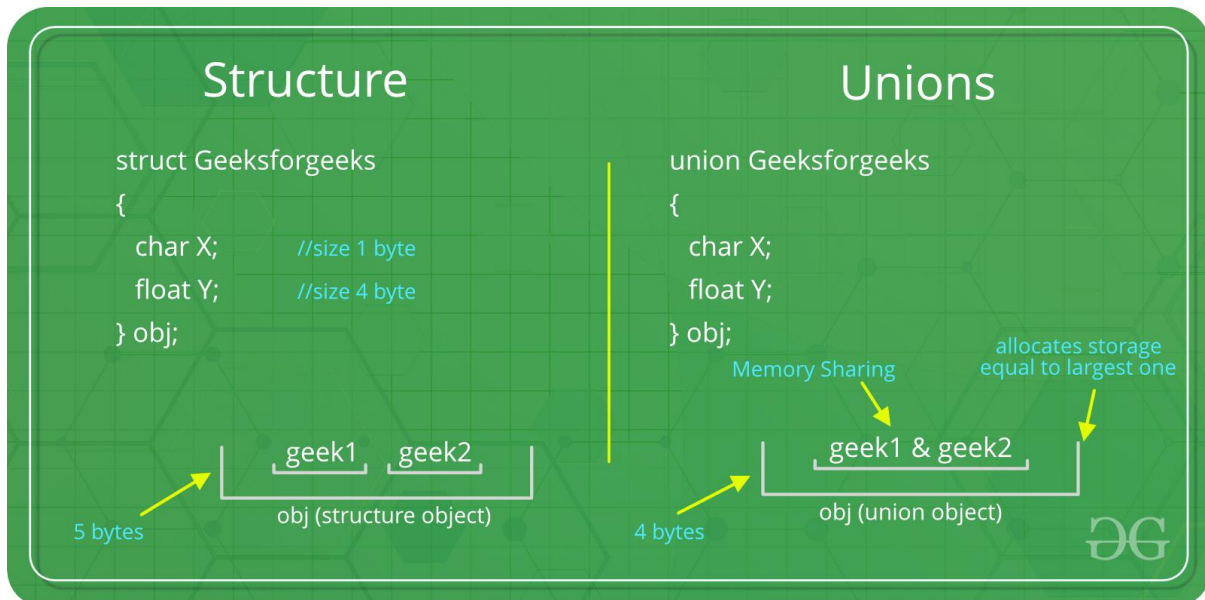 Structure
struct Geeksforgeeks
{
char X; //size 1 byte
float Y; //size 4 byte
} obj;
geek1 geek2
obj (structure object)
5 bytes
Unions
union Geeksforgeeks
{
char X;
float Y;
} obj;
Memory Sharing
allocates storage
equal to largest one
geek1 & geek2
obj (union object)
4 bytes